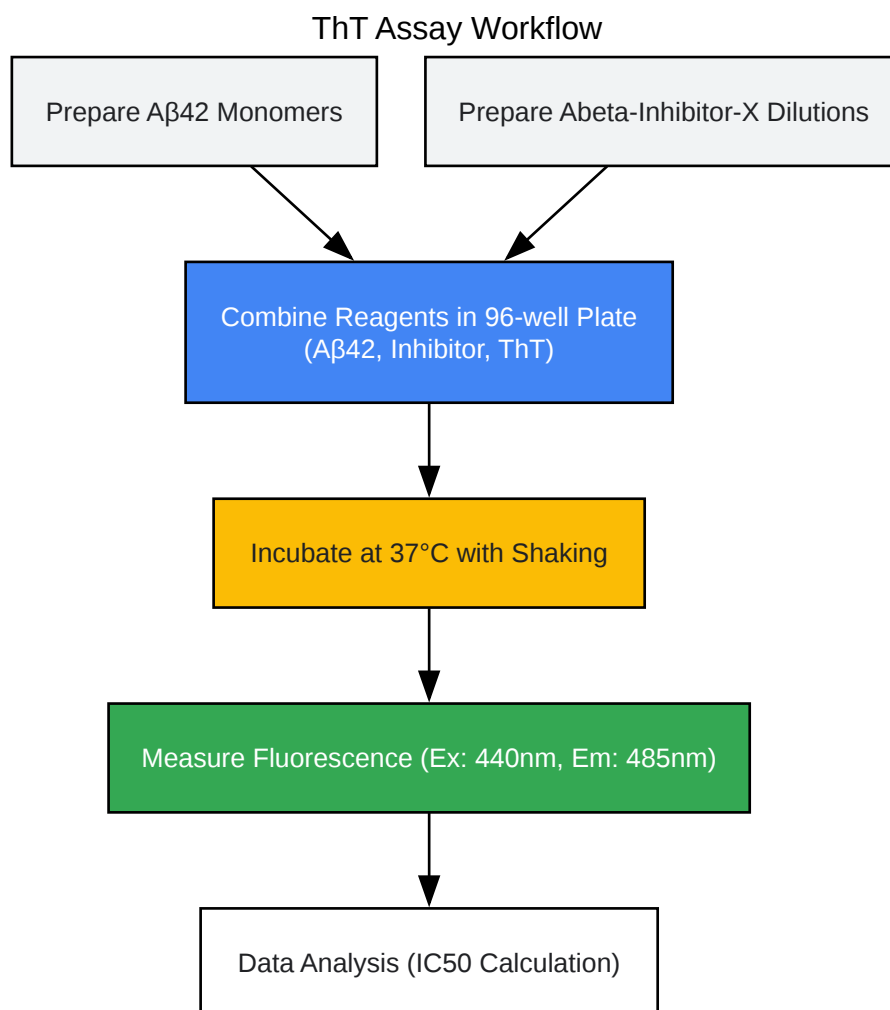 ThT Assay Workflow
Prepare Aβ42 Monomers
Prepare Abeta-Inhibitor-X Dilutions
Combine Reagents in 96-well Plate
(Aβ42, Inhibitor, ThT)
Incubate at 37°C with Shaking
Measure Fluorescence (Ex: 440nm, Em: 485nm)
Data Analysis (IC50 Calculation)